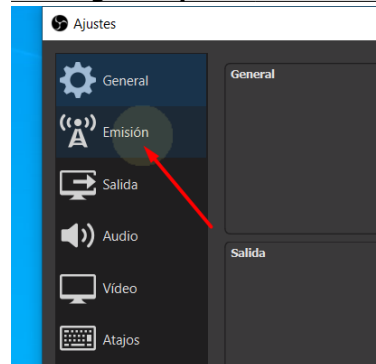 Ajustes
General
General
Emisión
Salida
Audio
Salida
Vídeo
Atajos